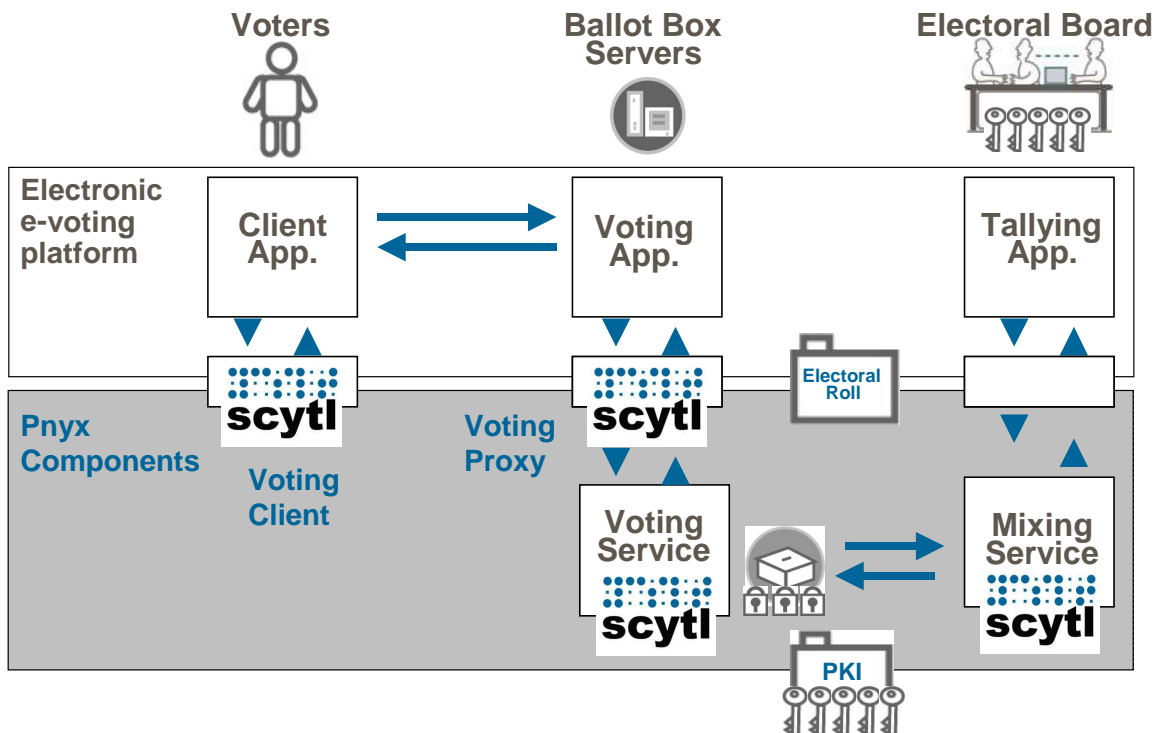 Voters
Ballot Box
Servers
Electoral Board
Electronic
e-voting
platform
Client
App.
Voting
App.
Tallying
App.
Electoral
Roll
scytl
scytl
Pnyx
Components
Voting
Client
Voting
Proxy
Voting
Service
scytl
Mixing
Service
scytl
PKI